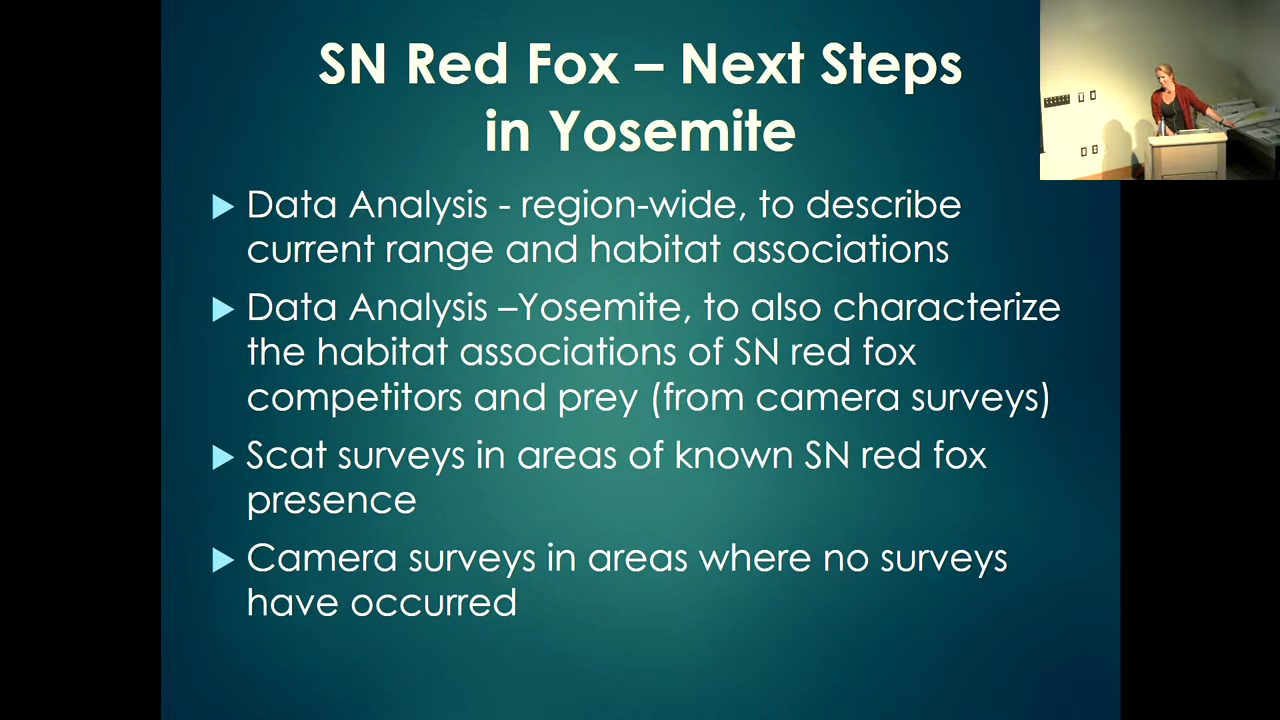 SN Red Fox – Next Steps
in Yosemite
Data Analysis - region-wide, to describe
current range and habitat associations
Data Analysis –Yosemite, to also characterize
the habitat associations of SN red fox
competitors and prey (from camera surveys)
Scat surveys in areas of known SN red fox
presence
Camera surveys in areas where no surveys
have occurred